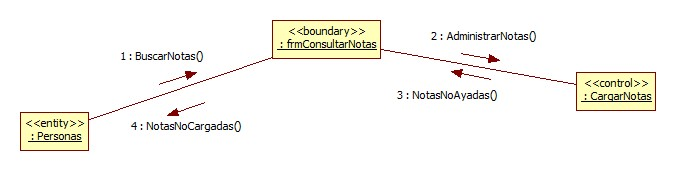 <<boundary>>
: frmConsultarNotas
2 : AdministrarNotas()
1 : BuscarNotas()
<<control>>
: CargarNotas
3 : NotasNoAyadas()
<<entity>>
: Personas
4 : NotasNoCargadas()